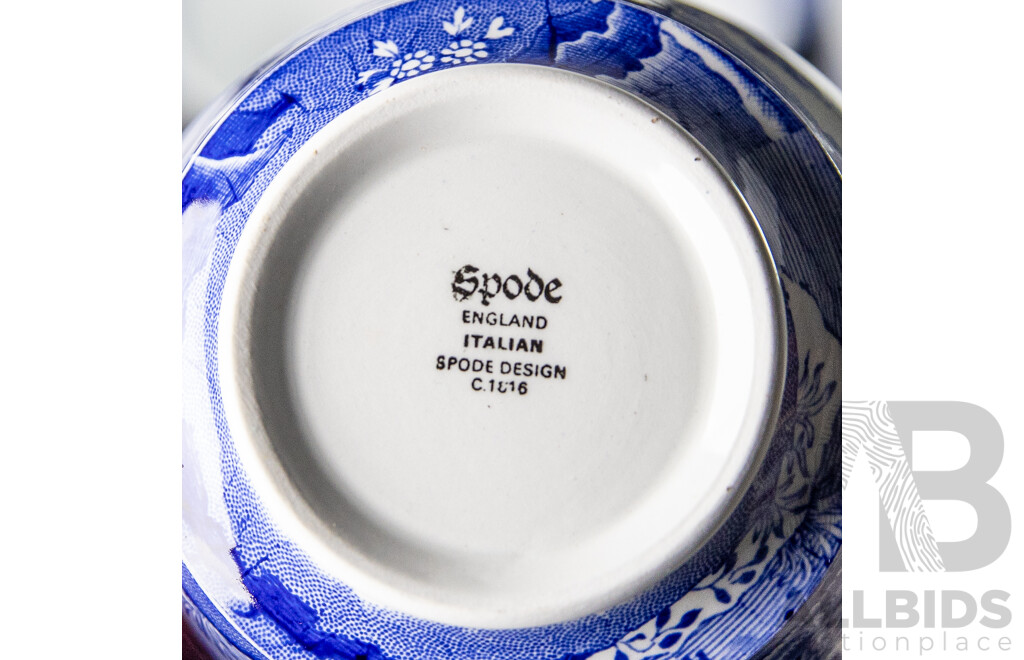 Spode
ENGLAND
ITALIAN
SPODE DESIGN
C.1816
LLBIDS
tionplace